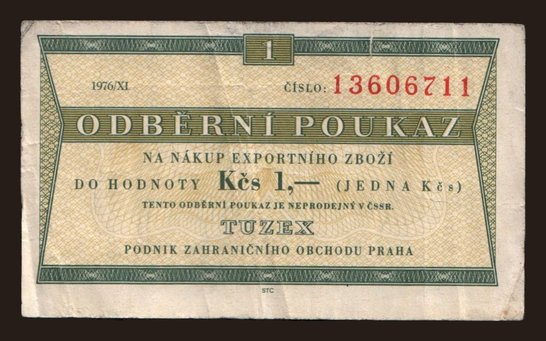 1
1976/XI ČÍSLO: 13606711
ODBĚRNÍ POUKAZ
NA NÁKUP EXPORTNÍHO ZBOŽÍ
DO HODNOTY Kčs 1,— (JEDNA Kčs)
TENTO ODBĚRNÍ POUKAZ JE NEPRODEJNÝ V ČSSR.
TUZEX
PODNIK ZAHRANIČNÍHO OBCHODU PRAHA
STC